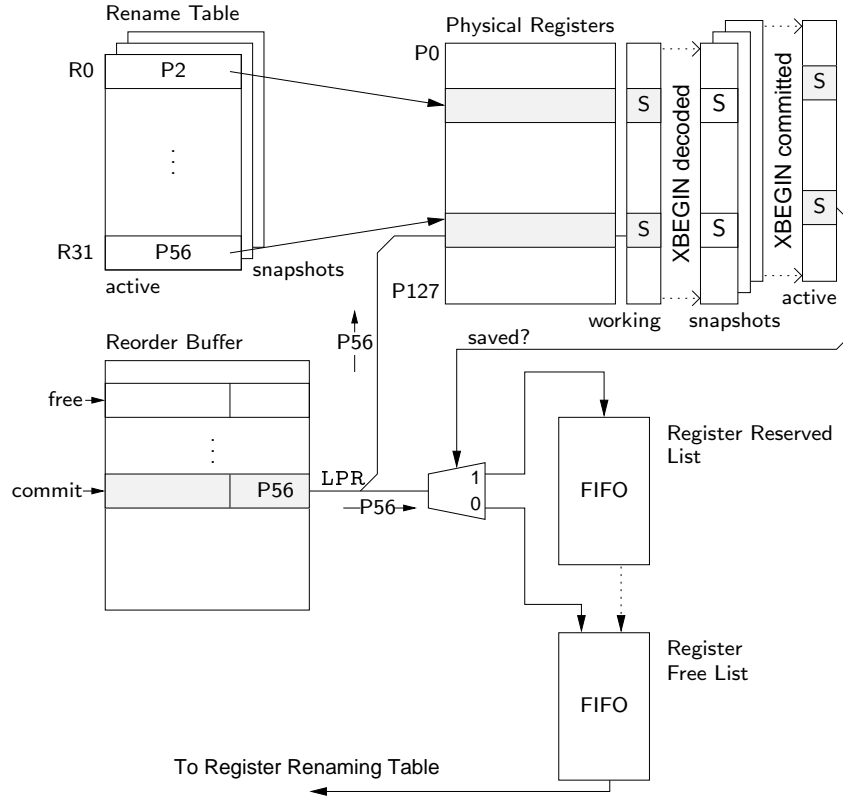 Rename Table
R0
P2
⋮
R31
P56
snapshots
active
Physical Registers
P0
P127
S
S
working
XBEGIN decoded
S
S
snapshots
XBEGIN committed
S
S
active
P56
saved?
Reorder Buffer
free
⋮
commit
P56
LPR
P56
1
0
FIFO
Register Reserved
List
FIFO
Register
Free List
To Register Renaming Table